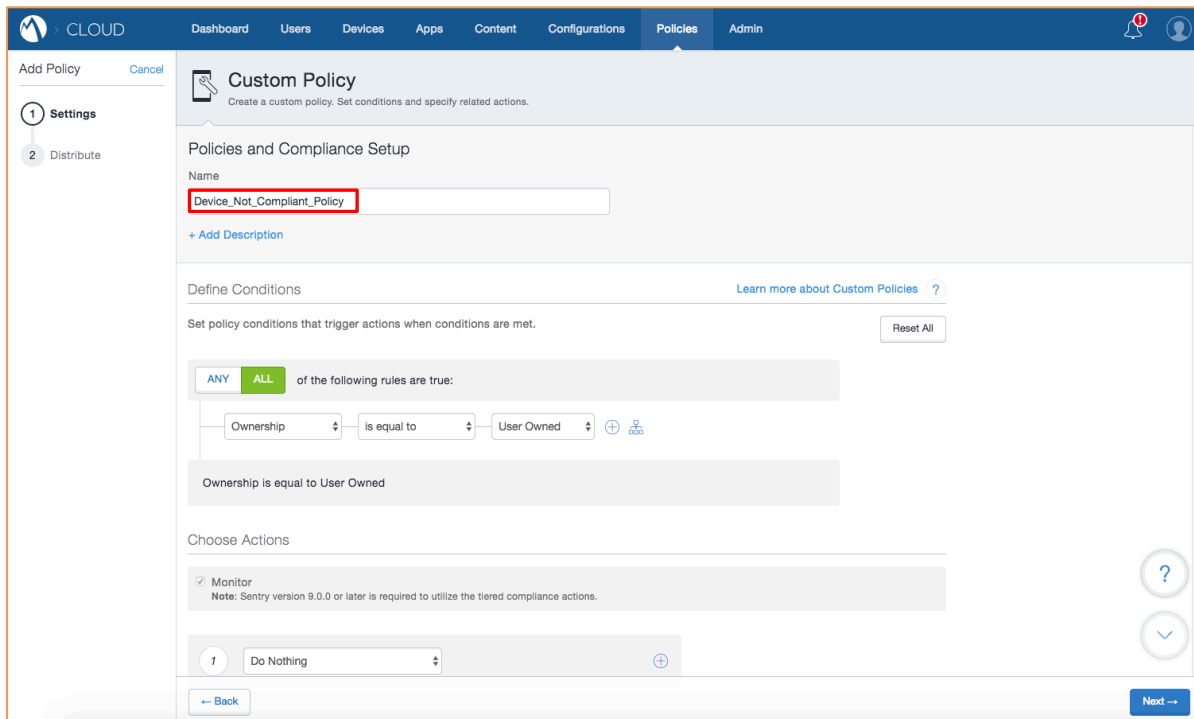 CLOUD
Dashboard Users Devices Apps Content Configurations Policies Admin
Add Policy Cancel
1 Settings
2 Distribute
Custom Policy
Create a custom policy. Set conditions and specify related actions.
Policies and Compliance Setup
Name
Device_Not_Compliant_Policy
+ Add Description
Define Conditions
Learn more about Custom Policies ?
Set policy conditions that trigger actions when conditions are met.
Reset All
ANY ALL of the following rules are true:
Ownership is equal to User Owned
Ownership is equal to User Owned
Choose Actions
Monitor
Note: Sentry version 9.0.0 or later is required to utilize the tiered compliance actions.
?
1 Do Nothing
← Back
Next →